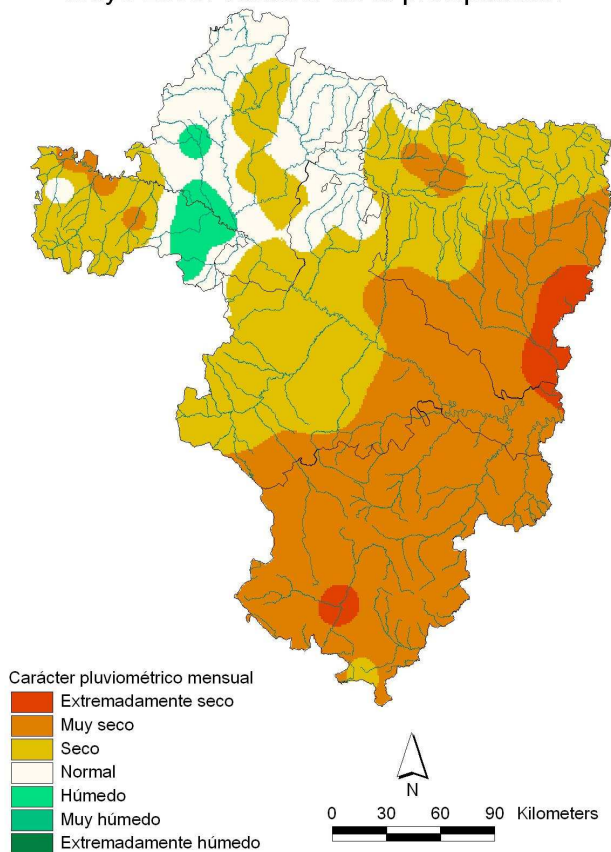 Carácter pluviométrico mensual
Extremadamente seco
Muy seco
Seco
Normal
Húmedo
Muy húmedo
Extremadamente húmedo
N
0 30 60 90 Kilometers